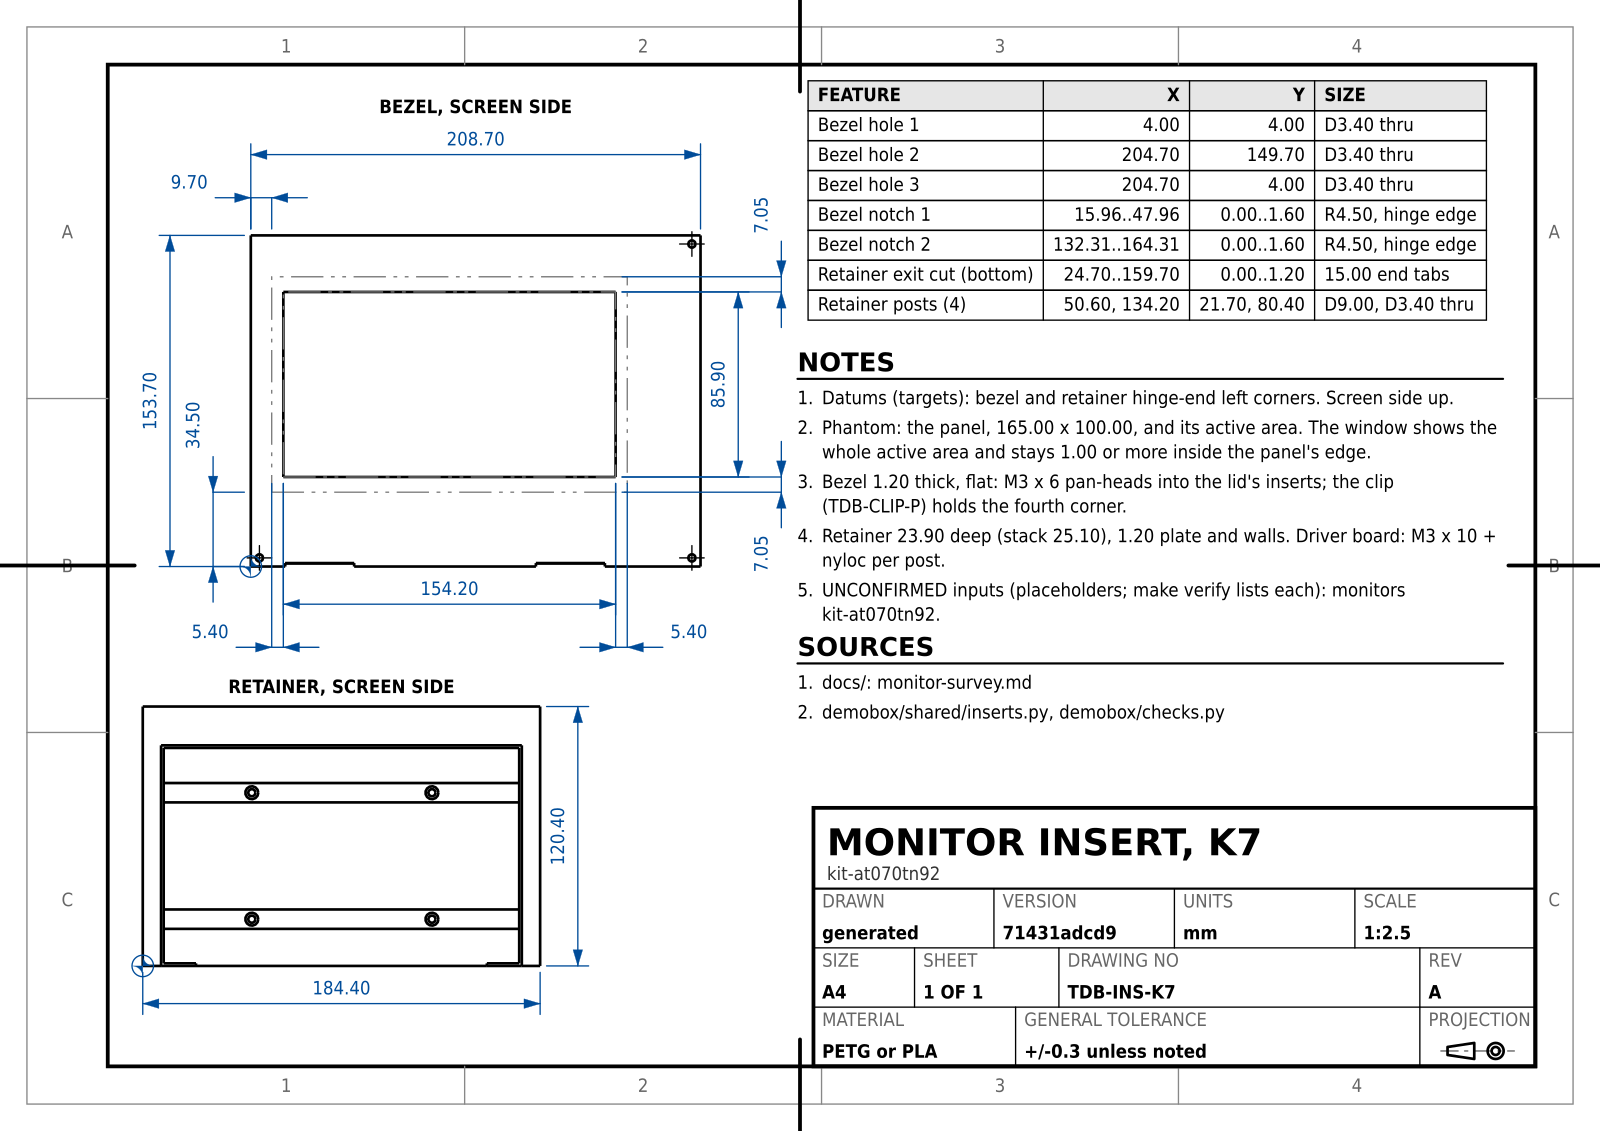 1 2 3 4
A A
B B
C C
1 2 3 4
BEZEL, SCREEN SIDE
208.70
9.70
7.05
153.70
34.50
85.90
7.05
154.20
5.40 5.40
RETAINER, SCREEN SIDE
120.40
184.40
FEATURE X Y SIZE
Bezel hole 1 4.00 4.00 D3.40 thru
Bezel hole 2 204.70 149.70 D3.40 thru
Bezel hole 3 204.70 4.00 D3.40 thru
Bezel notch 1 15.96..47.96 0.00..1.60 R4.50, hinge edge
Bezel notch 2 132.31..164.31 0.00..1.60 R4.50, hinge edge
Retainer exit cut (bottom) 24.70..159.70 0.00..1.20 15.00 end tabs
Retainer posts (4) 50.60, 134.20 21.70, 80.40 D9.00, D3.40 thru
NOTES
1. Datums (targets): bezel and retainer hinge-end left corners. Screen side up.
2. Phantom: the panel, 165.00 x 100.00, and its active area. The window shows the
whole active area and stays 1.00 or more inside the panel's edge.
3. Bezel 1.20 thick, flat: M3 x 6 pan-heads into the lid's inserts; the clip
(TDB-CLIP-P) holds the fourth corner.
4. Retainer 23.90 deep (stack 25.10), 1.20 plate and walls. Driver board: M3 x 10 +
nyloc per post.
5. UNCONFIRMED inputs (placeholders; make verify lists each): monitors
kit-at070tn92.
SOURCES
1. docs/: monitor-survey.md
2. demobox/shared/inserts.py, demobox/checks.py
MONITOR INSERT, K7
kit-at070tn92
DRAWN VERSION UNITS SCALE
generated 71431adcd9 mm 1:2.5
SIZE SHEET DRAWING NO REV
A4 1 OF 1 TDB-INS-K7 A
MATERIAL GENERAL TOLERANCE PROJECTION
PETG or PLA +/-0.3 unless noted